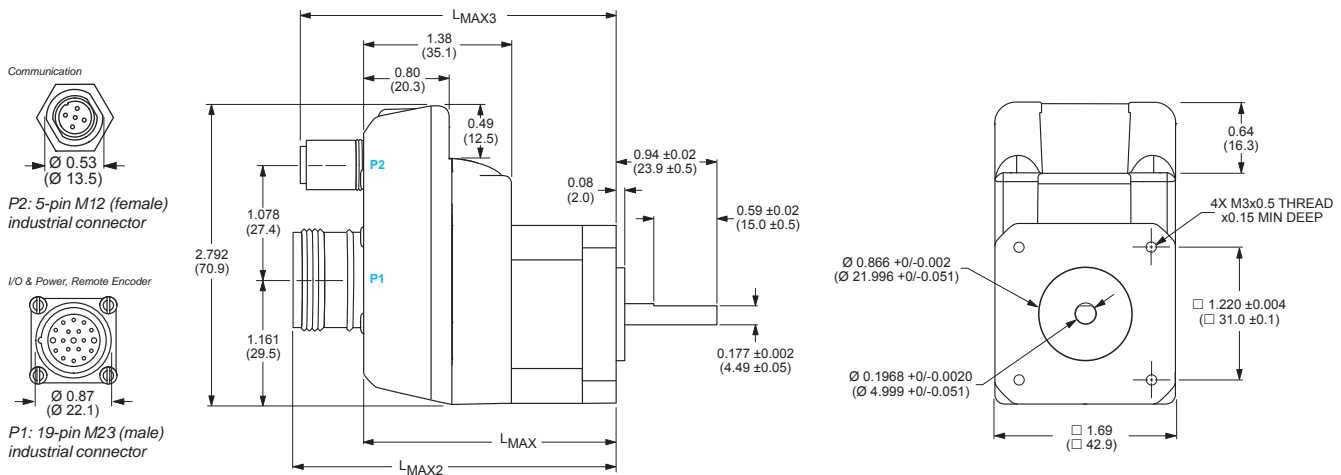 Communication
Ø 0.53
(Ø 13.5)
P2: 5-pin M12 (female)
industrial connector
I/O & Power, Remote Encoder
Ø 0.87
(Ø 22.1)
P1: 19-pin M23 (male)
industrial connector
LMAX3
1.38
(35.1)
0.80
(20.3)
0.49
(12.5)
P2
1.078
(27.4)
2.792
(70.9)
P1
1.161
(29.5)
0.94 ±0.02
(23.9 ±0.5)
0.08
(2.0)
0.59 ±0.02
(15.0 ±0.5)
0.177 ±0.002
(4.49 ±0.05)
LMAX
LMAX2
0.64
(16.3)
4X M3x0.5 THREAD
x0.15 MIN DEEP
Ø 0.866 +/-0.002
(Ø 21.996 +/-0.051)
□ 1.220 ±0.004
(□ 31.0 ±0.1)
Ø 0.1968 +/-0.0020
(Ø 4.999 +/-0.051)
□ 1.69
(□ 42.9)